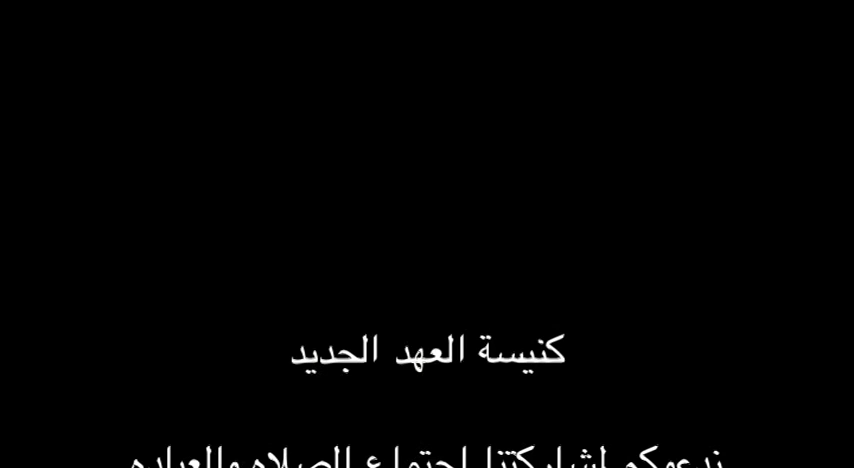 كنيسة العهد الجديد
ندعوكم لمشاركتنا اجتماع الصلاه والعباده